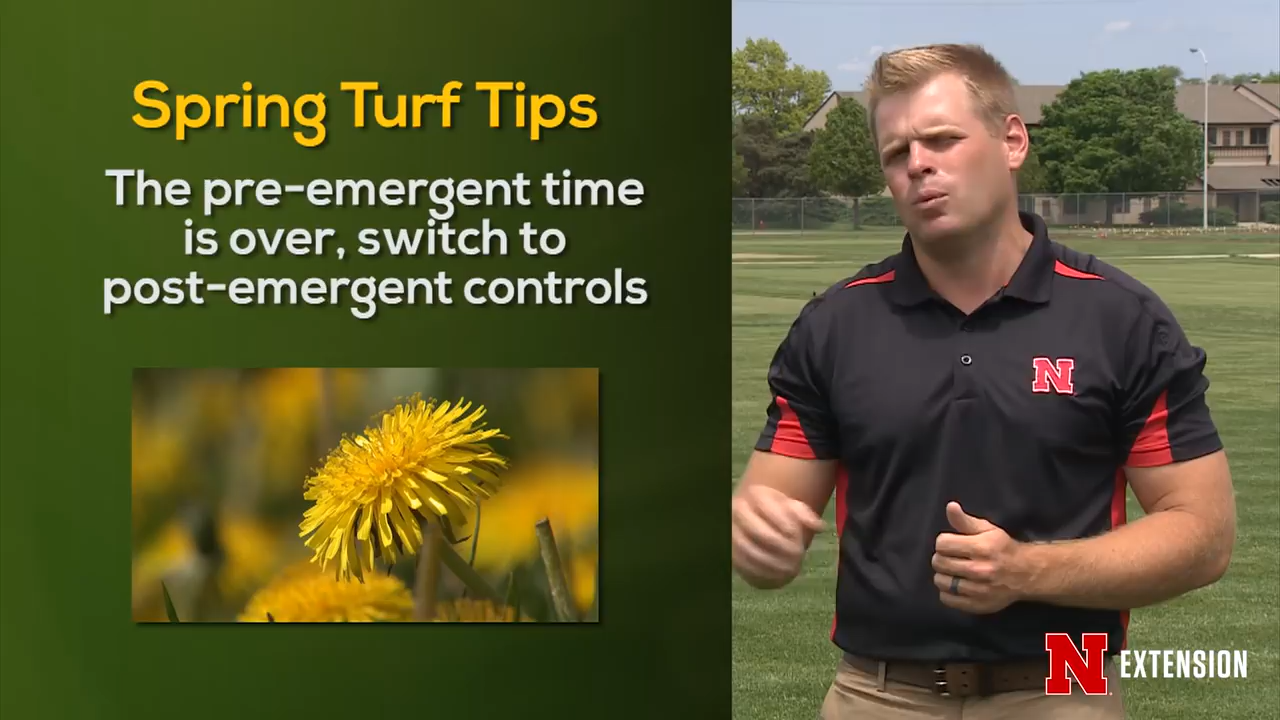 Spring Turf Tips
The pre-emergent time
is over, switch to
post-emergent controls
N
N EXTENSION